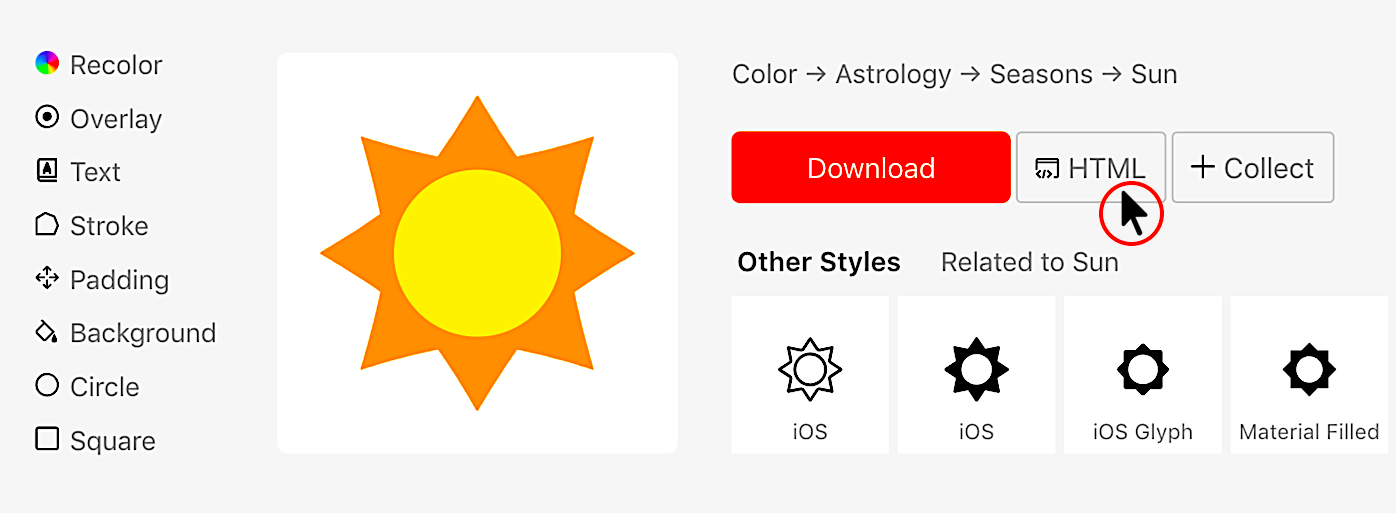 Recolor
Overlay
Text
Stroke
Padding
Background
Circle
Square
Color → Astrology → Seasons → Sun
Download
HTML
+ Collect
Other Styles
Related to Sun
iOS
iOS
iOS Glyph
Material Filled